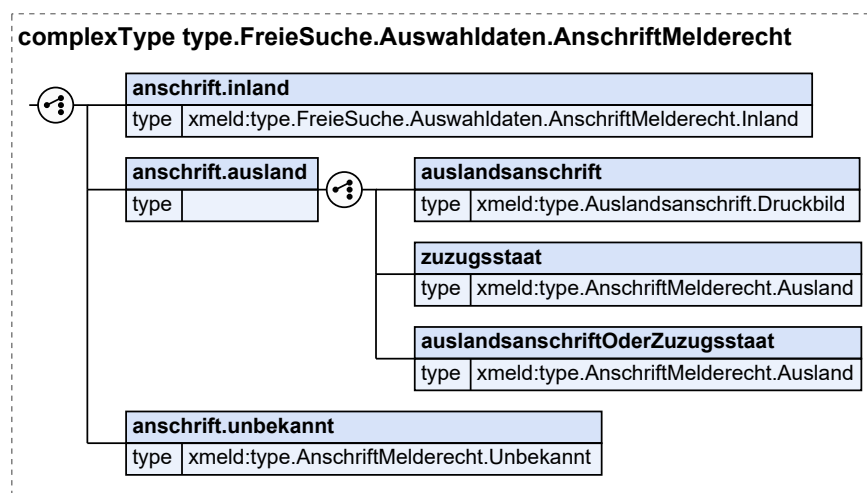 complexType type.FreieSuche.Auswahldaten.AnschriftMelderecht
anschrift.inland
type xmeld:type.FreieSuche.Auswahldaten.AnschriftMelderecht.Inland
anschrift.ausland
type
auslandsanschrift
type xmeld:type.Auslandsanschrift.Druckbild
zuzugsstaat
type xmeld:type.AnschriftMelderecht.Ausland
auslandsanschriftOderZuzugsstaat
type xmeld:type.AnschriftMelderecht.Ausland
anschrift.unbekannt
type xmeld:type.AnschriftMelderecht.Unbekannt